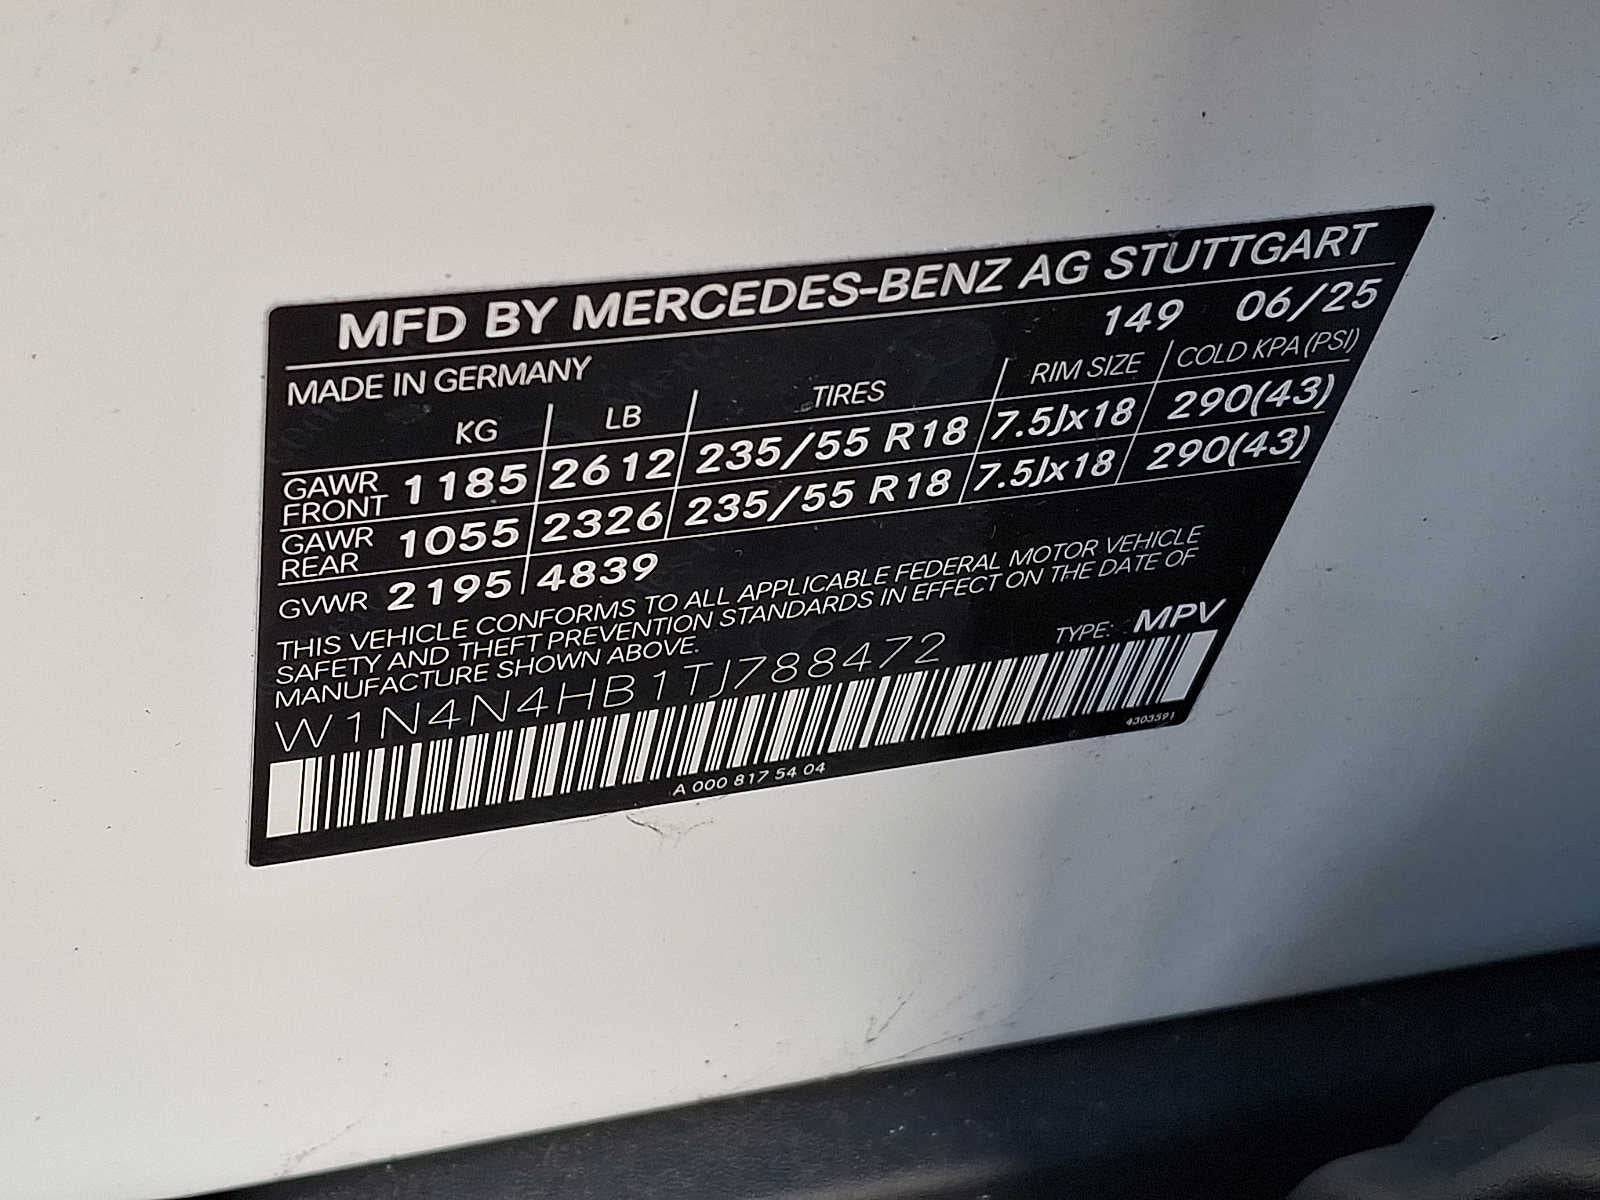 MFD BY MERCEDES-BENZ AG STUTTGART
149 06/25
MADE IN GERMANY
KG LB TIRES RIM SIZE COLD KPA (PSI)
GAWR FRONT 1185 2612 235/55 R18 7.5Jx18 290(43)
GAWR REAR 1055 2326 235/55 R18 7.5Jx18 290(43)
GVWR 2195 4839
THIS VEHICLE CONFORMS TO ALL APPLICABLE FEDERAL MOTOR VEHICLE
SAFETY AND THEFT PREVENTION STANDARDS IN EFFECT ON THE DATE OF
MANUFACTURE SHOWN ABOVE.
TYPE: MPV
W1N4N4HB1TJ788472
4303591
A 000 817 54 04